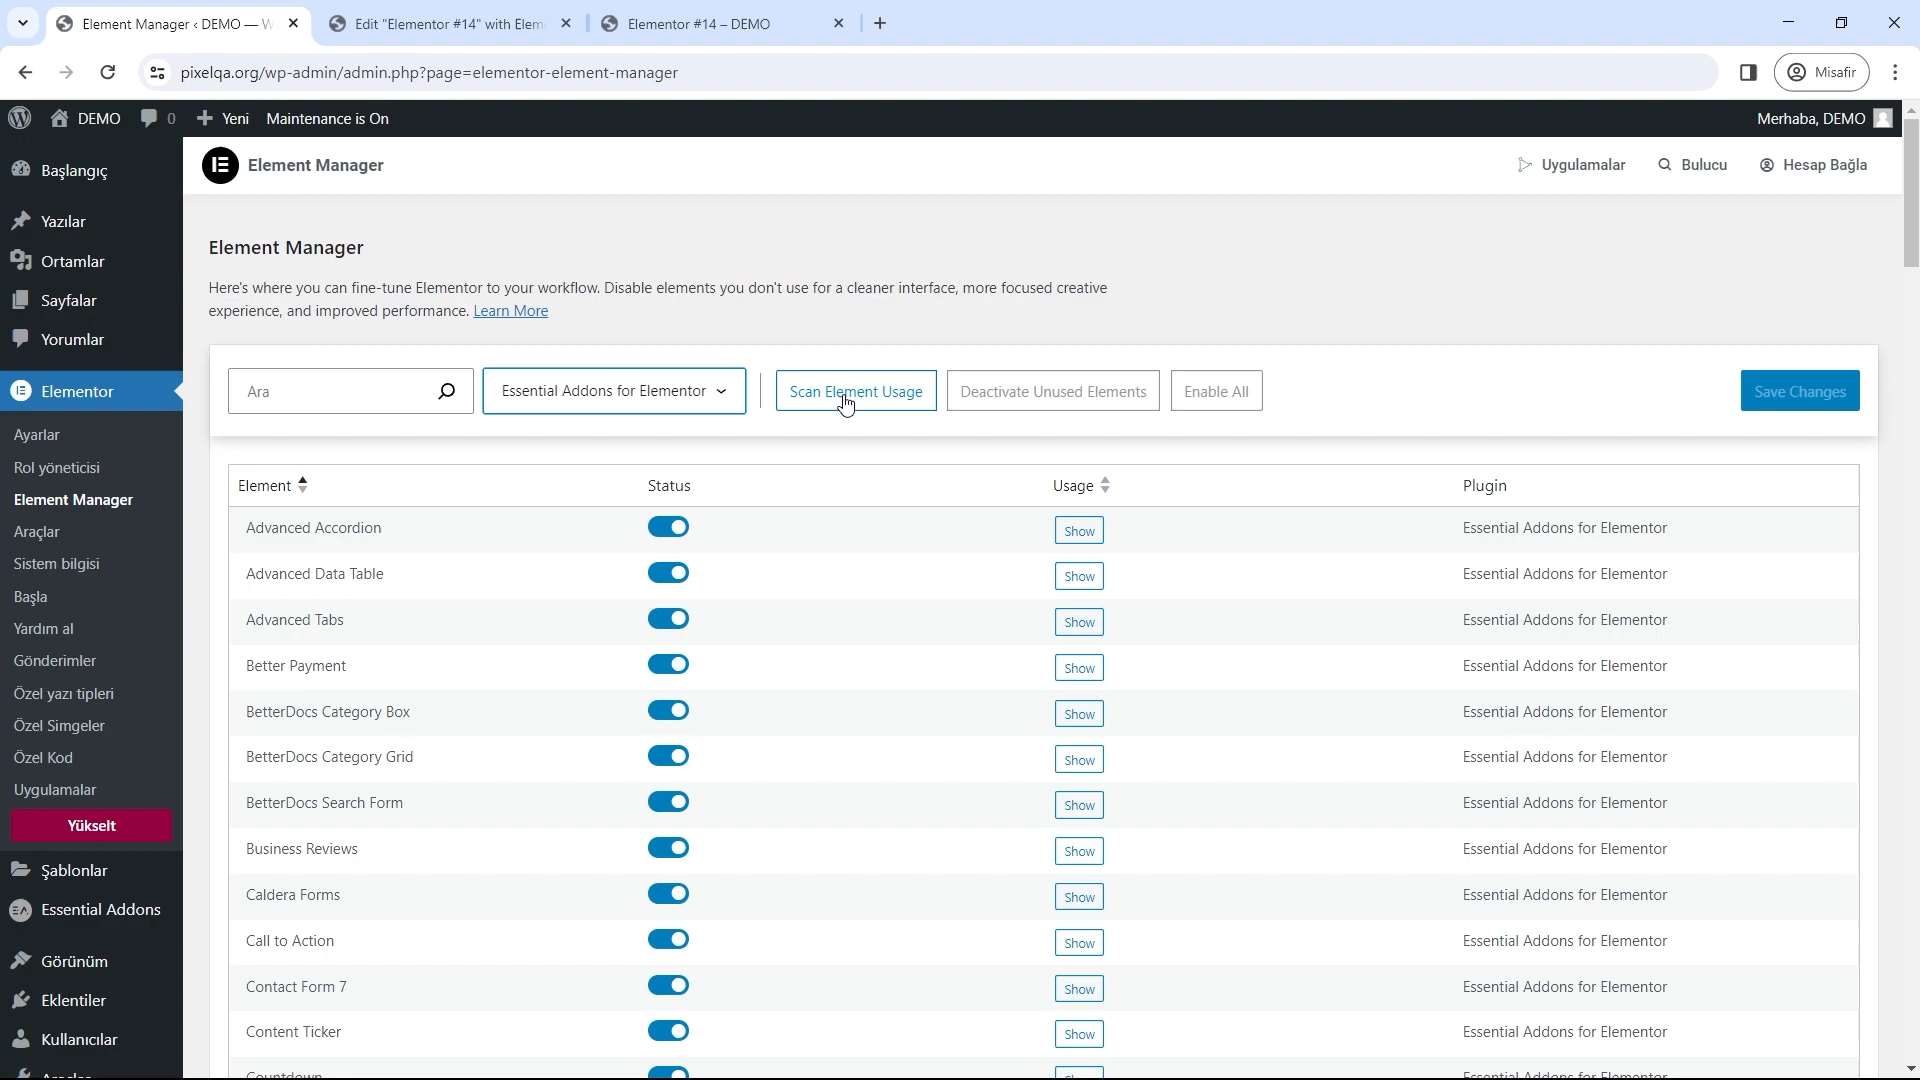 Element Manager ‹ DEMO — W
Edit "Elementor #14" with Elem
Elementor #14 – DEMO
pixelqa.org/wp-admin/admin.php?page=elementor-element-manager
Misafir
DEMO
0
Yeni
Maintenance is On
Merhaba, DEMO
Başlangıç
Yazılar
Ortamlar
Sayfalar
Yorumlar
Elementor
Ayarlar
Rol yöneticisi
Element Manager
Araçlar
Sistem bilgisi
Başla
Yardım al
Gönderimler
Özel yazı tipleri
Özel Simgeler
Özel Kod
Uygulamalar
Yükselt
Şablonlar
Essential Addons
Görünüm
Eklentiler
Kullanıcılar
Araçlar
Element Manager
Uygulamalar
Bulucu
Hesap Bağla
Element Manager
Here's where you can fine-tune Elementor to your workflow. Disable elements you don't use for a cleaner interface, more focused creative
experience, and improved performance. Learn More
Ara
Essential Addons for Elementor
Scan Element Usage
Deactivate Unused Elements
Enable All
Save Changes
Element Status Usage Plugin
Advanced Accordion Show Essential Addons for Elementor
Advanced Data Table Show Essential Addons for Elementor
Advanced Tabs Show Essential Addons for Elementor
Better Payment Show Essential Addons for Elementor
BetterDocs Category Box Show Essential Addons for Elementor
BetterDocs Category Grid Show Essential Addons for Elementor
BetterDocs Search Form Show Essential Addons for Elementor
Business Reviews Show Essential Addons for Elementor
Caldera Forms Show Essential Addons for Elementor
Call to Action Show Essential Addons for Elementor
Contact Form 7 Show Essential Addons for Elementor
Content Ticker Show Essential Addons for Elementor
Countdown Show Essential Addons for Elementor